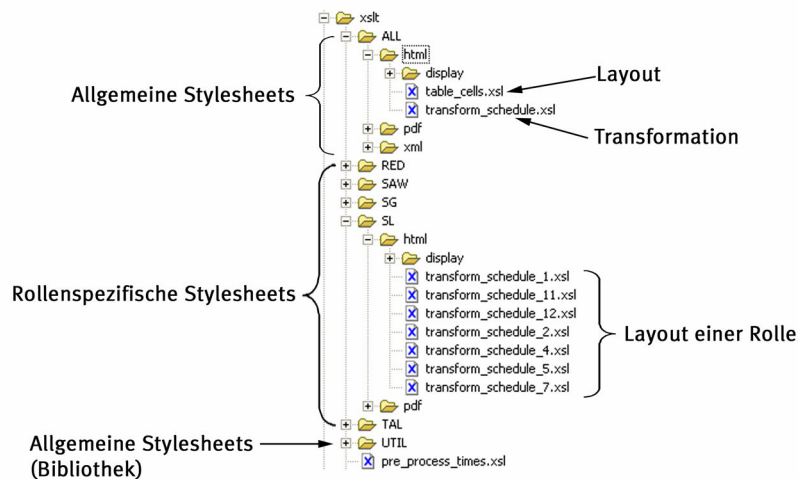 xslt
ALL
html
display
Layout
table_cells.xsl
Allgemeine Stylesheets
transform_schedule.xsl
pdf
Transformation
xml
RED
SAW
SG
SL
html
display
transform_schedule_1.xsl
Rollenspezifische Stylesheets
transform_schedule_11.xsl
transform_schedule_12.xsl
transform_schedule_2.xsl
Layout einer Rolle
transform_schedule_4.xsl
transform_schedule_5.xsl
transform_schedule_7.xsl
pdf
TAL
Allgemeine Stylesheets
(Bibliothek)
UTIL
pre_process_times.xsl